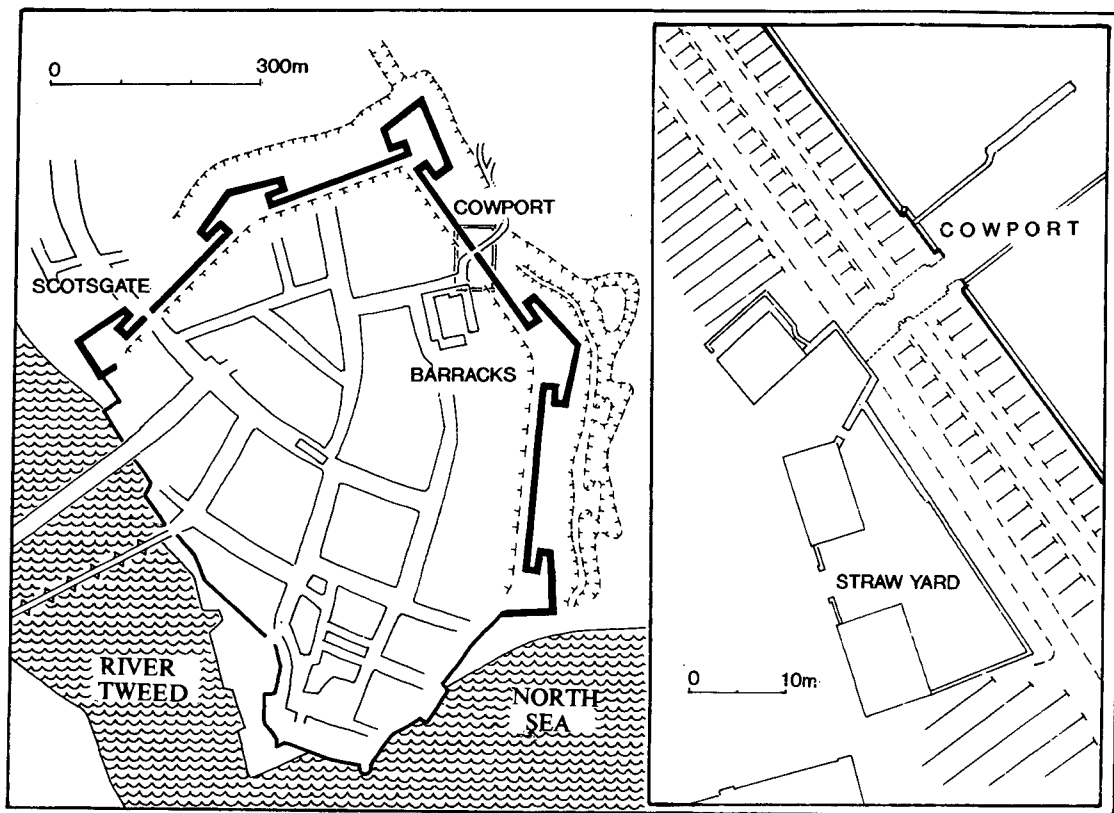 0 300m
COWPORT
SCOTSGATE
BARRACKS
RIVER
TWEED
NORTH
SEA
COWPORT
STRAW YARD
0 10m